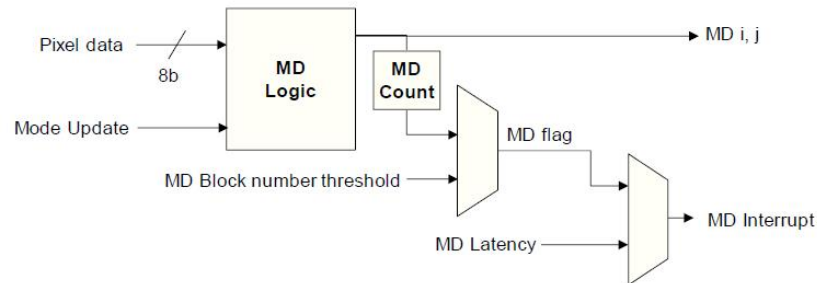 Pixel data
8b
Mode Update
MD
Logic
MD i, j
MD
Count
MD flag
MD Block number threshold
MD Latency
MD Interrupt